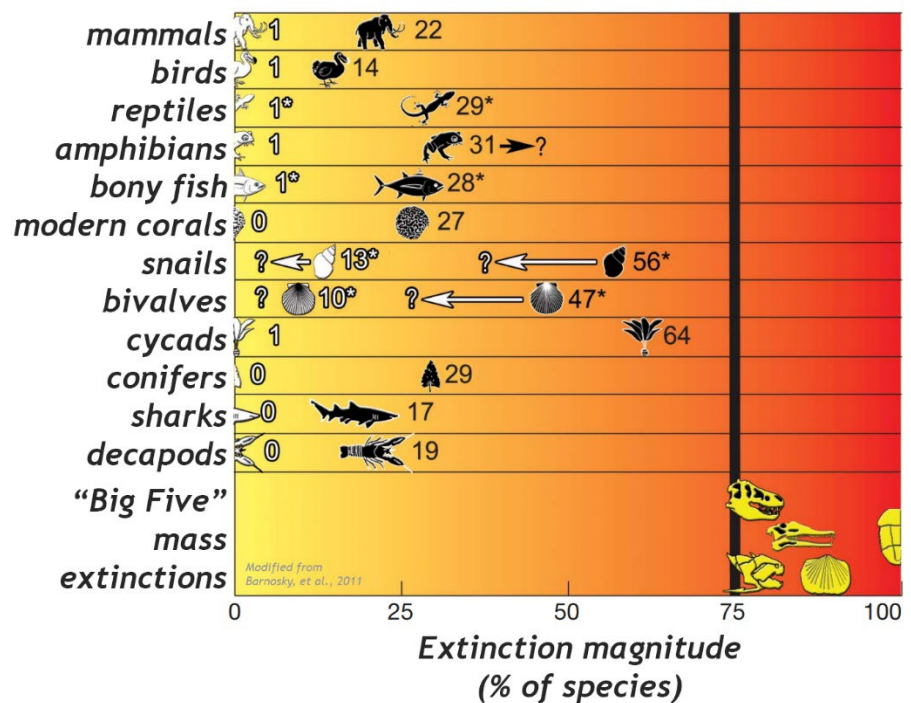 mammals 1 22
birds 1 14
reptiles 1* 29*
amphibians 1 31 ?
bony fish 1* 28*
modern corals 0 27
snails ? 13* ? 56*
bivalves ? 10* ? 47*
cycads 1 64
conifers 0 29
sharks 0 17
decapods 0 19
“Big Five”
mass
extinctions
Modified from
Barnosky, et al., 2011
0 25 50 75 100
Extinction magnitude
(% of species)